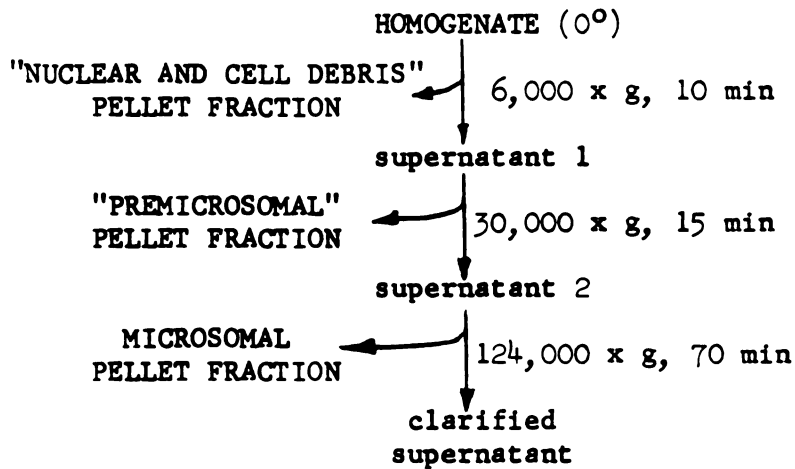 HOMOGENATE (0°)
"NUCLEAR AND CELL DEBRIS"
PELLET FRACTION
6,000 x g, 10 min
supernatant 1
"PREMICROSOMAL"
PELLET FRACTION
30,000 x g, 15 min
supernatant 2
MICROSOMAL
PELLET FRACTION
124,000 x g, 70 min
clarified
supernatant